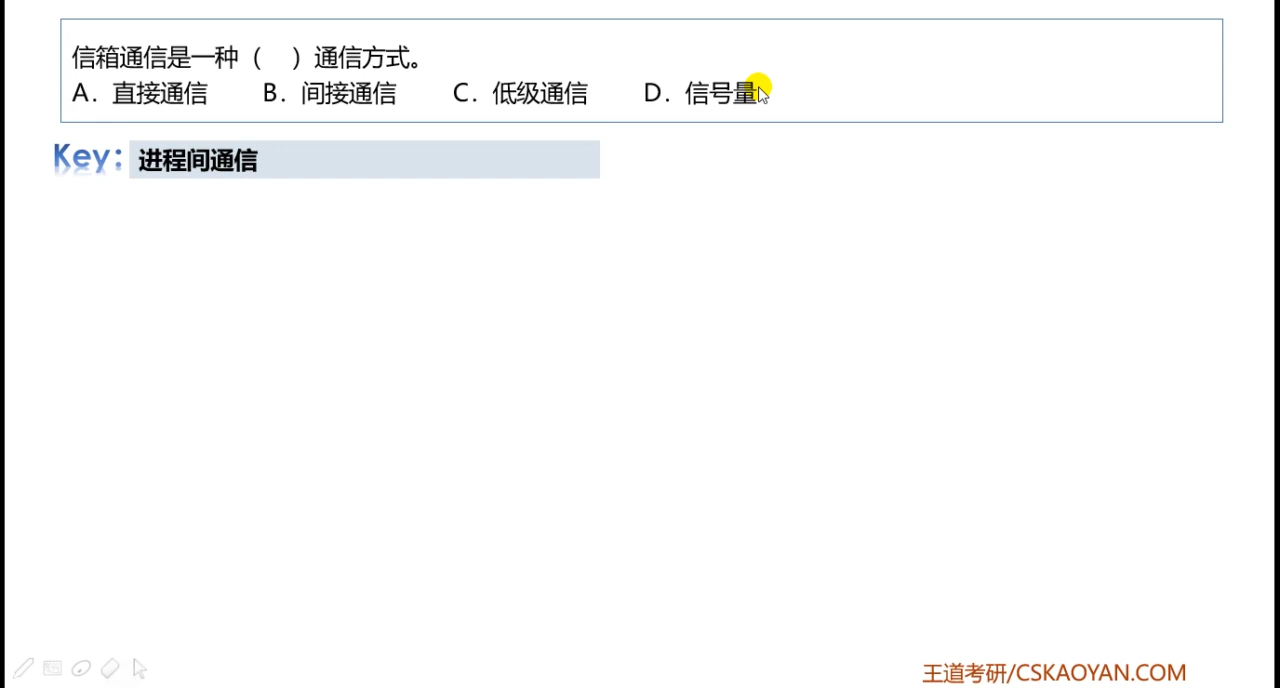 信箱通信是一种（ ）通信方式。
A．直接通信 B．间接通信 C．低级通信 D．信号量
Key：进程间通信
王道考研/CSKAOYAN.COM